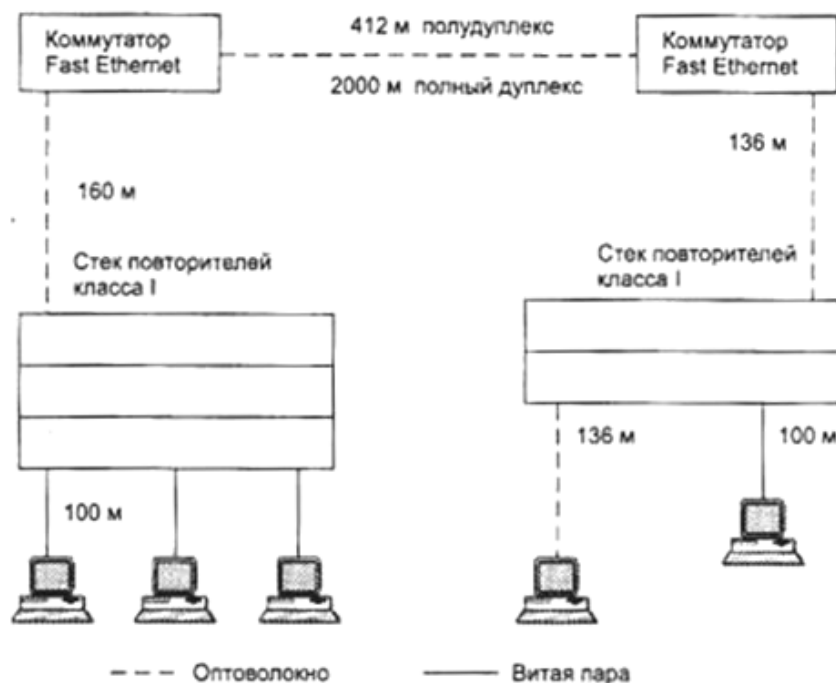 Коммутатор
Fast Ethernet
412 м полудуплекс
2000 м полный дуплекс
Коммутатор
Fast Ethernet
136 м
160 м
Стек повторителей
класса I
Стек повторителей
класса I
136 м
100 м
100 м
Оптоволокно
Витая пара